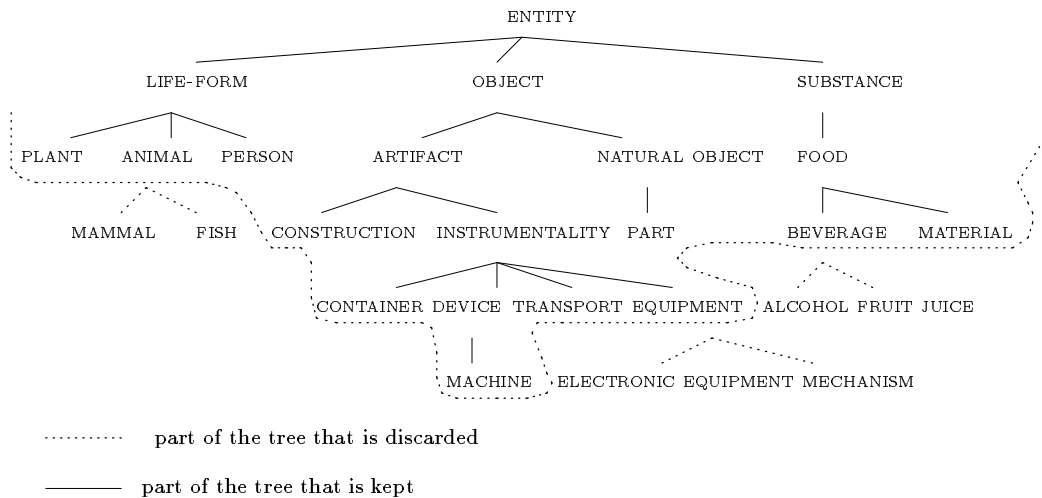 ENTITY
LIFE-FORM OBJECT SUBSTANCE
PLANT ANIMAL PERSON ARTIFACT NATURAL OBJECT FOOD
MAMMAL FISH CONSTRUCTION INSTRUMENTALITY PART BEVERAGE MATERIAL
CONTAINER DEVICE TRANSPORT EQUIPMENT ALCOHOL FRUIT JUICE
MACHINE ELECTRONIC EQUIPMENT MECHANISM
part of the tree that is discarded
part of the tree that is kept